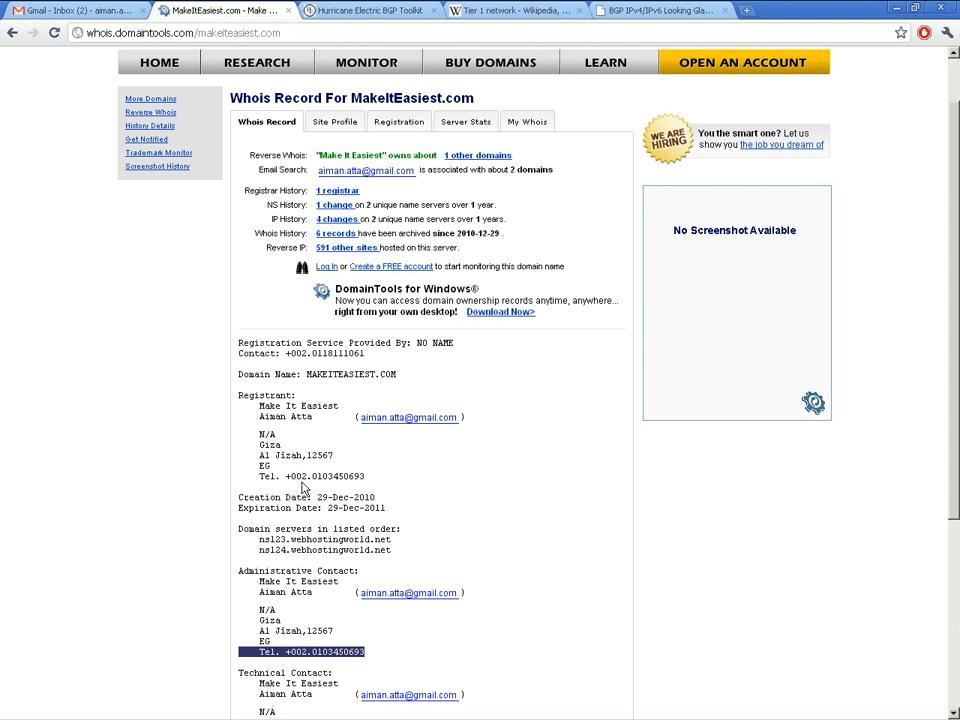 Gmail - Inbox (2) - aiman.a...
MakeItEasiest.com - Make ...
Hurricane Electric BGP Toolkit
Tier 1 network - Wikipedia, ...
BGP IPv4/IPv6 Looking Gla...
whois.domaintools.com/makeiteasiest.com
HOME
RESEARCH
MONITOR
BUY DOMAINS
LEARN
OPEN AN ACCOUNT
More Domains
Reverse Whois
History Details
Get Notified
Trademark Monitor
Screenshot History
Whois Record For MakeItEasiest.com
Whois Record
Site Profile
Registration
Server Stats
My Whois
Reverse Whois: "Make It Easiest" owns about 1 other domains
Email Search: aiman.atta@gmail.com is associated with about 2 domains
Registrar History: 1 registrar
NS History: 1 change on 2 unique name servers over 1 year.
IP History: 4 changes on 2 unique name servers over 1 years.
Whois History: 6 records have been archived since 2010-12-29 .
Reverse IP: 591 other sites hosted on this server.
Log In or Create a FREE account to start monitoring this domain name
DomainTools for Windows®
Now you can access domain ownership records anytime, anywhere...
right from your own desktop! Download Now>
WE ARE
HIRING
You the smart one? Let us
show you the job you dream of
No Screenshot Available
Registration Service Provided By: NO NAME
Contact: +002.0118111061
Domain Name: MAKEITEASIEST.COM
Registrant:
Make It Easiest
Aiman Atta (aiman.atta@gmail.com )
N/A
Giza
Al Jizah,12567
EG
Tel. +002.0103450693
Creation Date: 29-Dec-2010
Expiration Date: 29-Dec-2011
Domain servers in listed order:
ns123.webhostingworld.net
ns124.webhostingworld.net
Administrative Contact:
Make It Easiest
Aiman Atta (aiman.atta@gmail.com )
N/A
Giza
Al Jizah,12567
EG
Tel. +002.0103450693
Technical Contact:
Make It Easiest
Aiman Atta (aiman.atta@gmail.com )
N/A